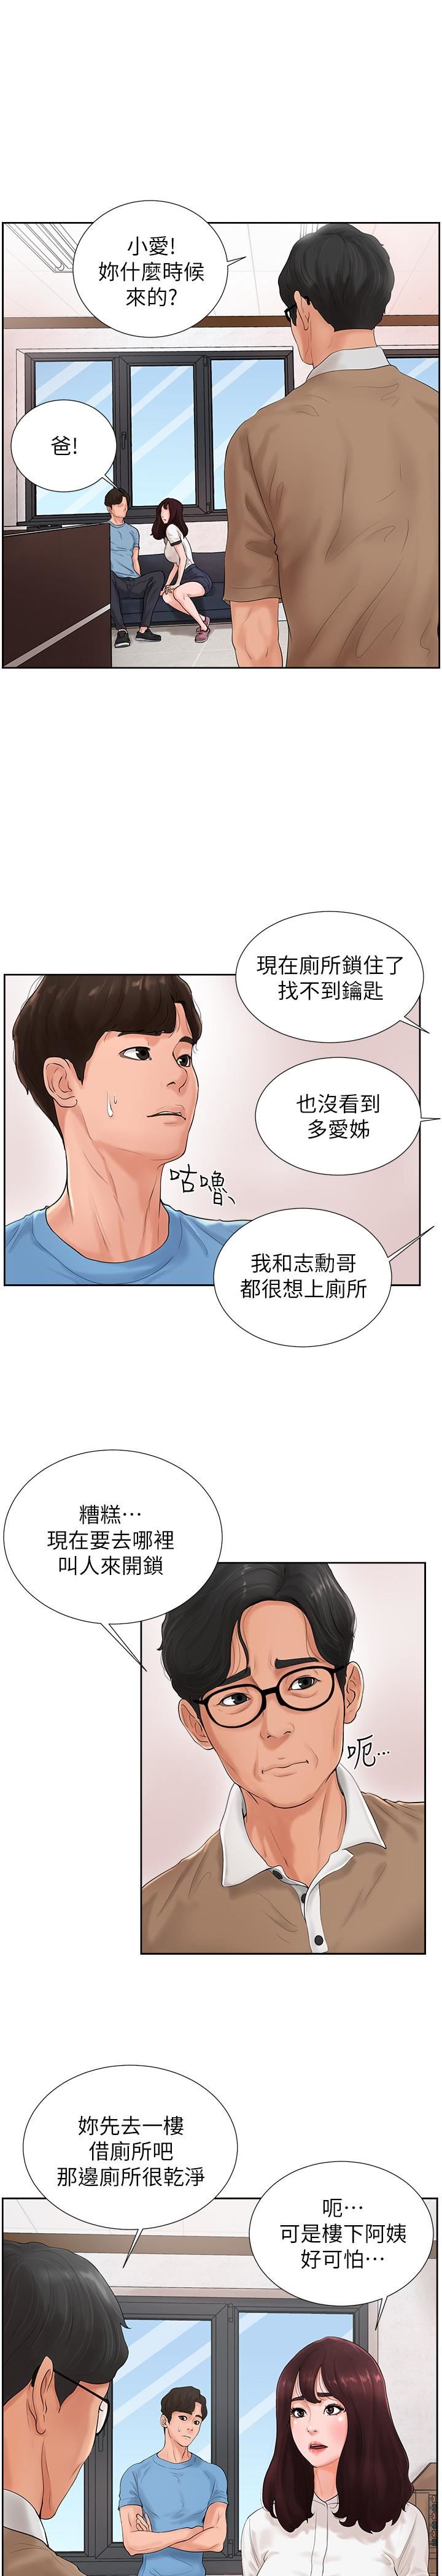 小愛!
妳什麼時候
來的?
爸!
現在廁所鎖住了
找不到鑰匙
也沒看到
多愛姊
咕嚕
我和志勳哥
都很想上廁所
糟糕…
現在要去哪裡
叫人來開鎖
呃…
妳先去一樓
借廁所吧
那邊廁所很乾淨
呃…
可是樓下阿姨
好可怕…